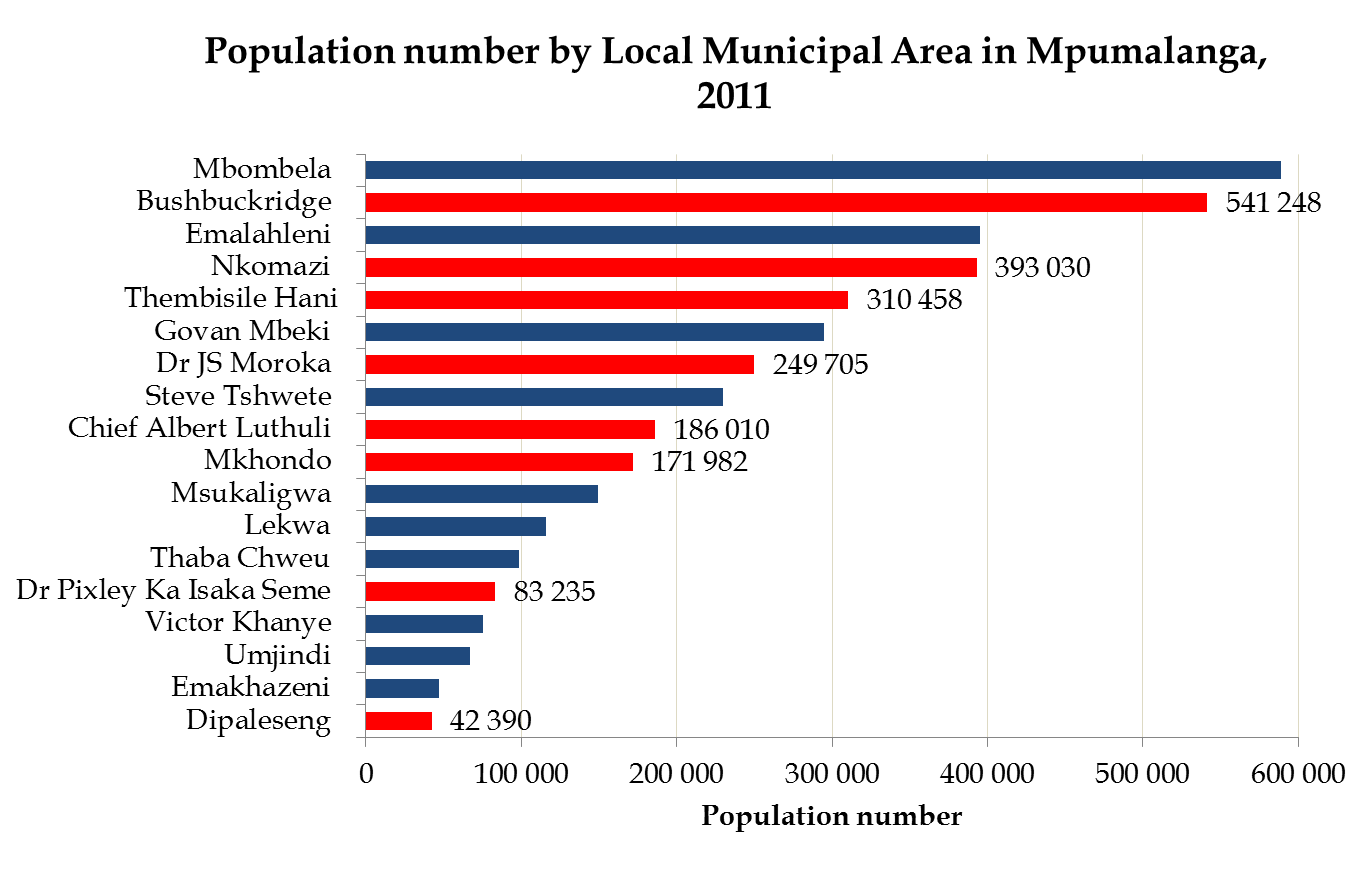 Population number by Local Municipal Area in Mpumalanga,
2011
Mbombela
Bushbuckridge 541 248
Emalahleni
Nkomazi 393 030
Thembisile Hani 310 458
Govan Mbeki
Dr JS Moroka 249 705
Steve Tshwete
Chief Albert Luthuli 186 010
Mkhondo 171 982
Msukaligwa
Lekwa
Thaba Chweu
Dr Pixley Ka Isaka Seme 83 235
Victor Khanye
Umjindi
Emakhazeni
Dipaleseng 42 390
0 100 000 200 000 300 000 400 000 500 000 600 000
Population number